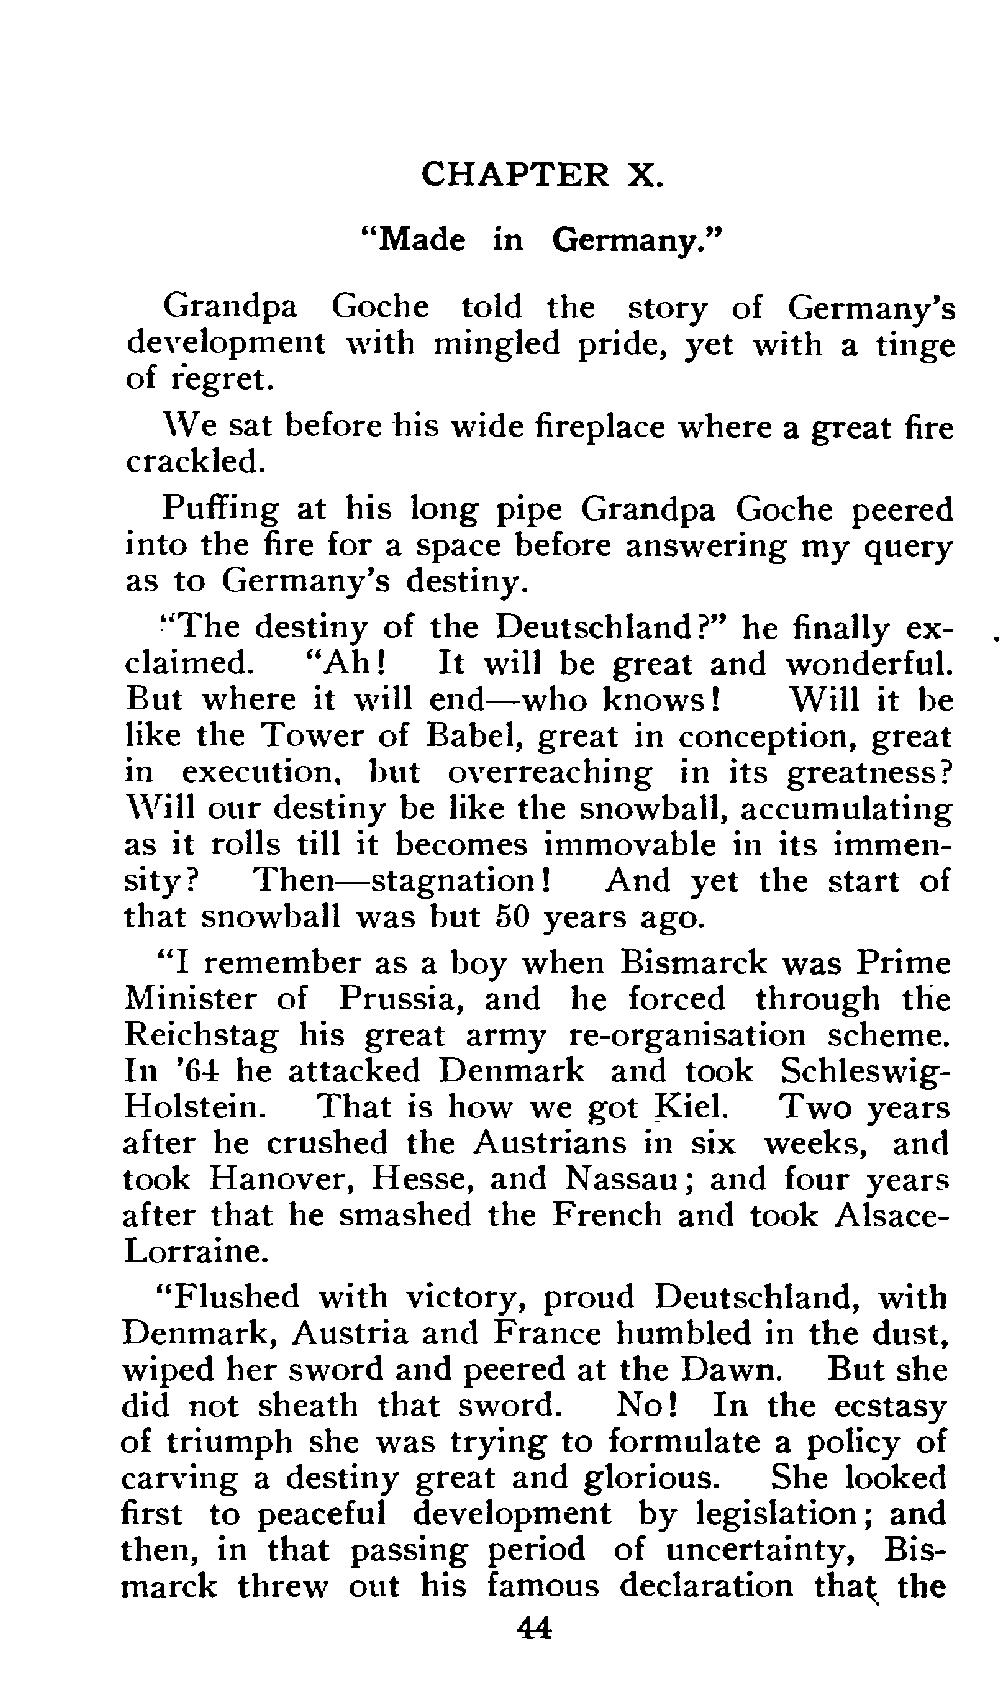 CHAPTER X.
“Made in Germany.”
Grandpa Goche told the story of Germany’s
development with mingled pride, yet with a tinge
of regret.
We sat before his wide fireplace where a great fire
crackled.
Puffing at his long pipe Grandpa Goche peered
into the fire for a space before answering my query
as to Germany’s destiny.
“The destiny of the Deutschland?” he finally ex-
claimed. “Ah! It will be great and wonderful.
But where it will end—who knows! Will it be
like the Tower of Babel, great in conception, great
in execution, but overreaching in its greatness?
Will our destiny be like the snowball, accumulating
as it rolls till it becomes immovable in its immen-
sity? Then—stagnation! And yet the start of
that snowball was but 50 years ago.
“I remember as a boy when Bismarck was Prime
Minister of Prussia, and he forced through the
Reichstag his great army re-organisation scheme.
In ’64 he attacked Denmark and took Schleswig-
Holstein. That is how we got Kiel. Two years
after he crushed the Austrians in six weeks, and
took Hanover, Hesse, and Nassau; and four years
after that he smashed the French and took Alsace-
Lorraine.
“Flushed with victory, proud Deutschland, with
Denmark, Austria and France humbled in the dust,
wiped her sword and peered at the Dawn. But she
did not sheath that sword. No! In the ecstasy
of triumph she was trying to formulate a policy of
carving a destiny great and glorious. She looked
first to peaceful development by legislation; and
then, in that passing period of uncertainty, Bis-
marck threw out his famous declaration that the
44